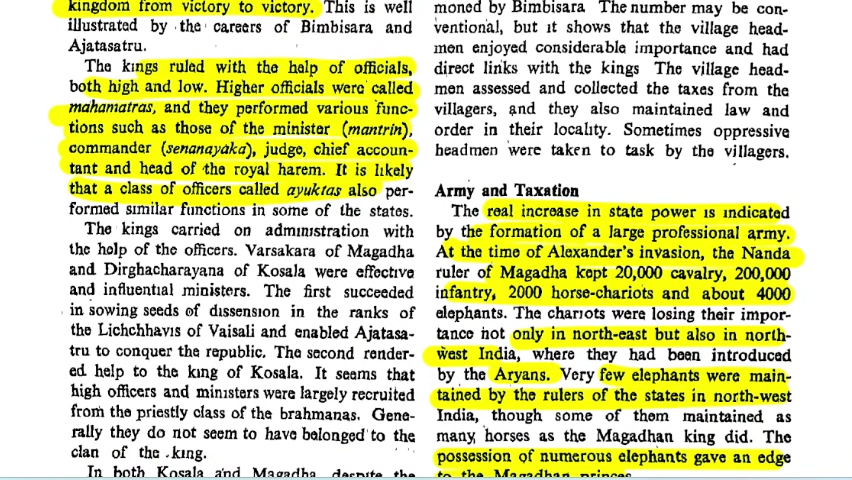 kingdom from victory to victory. This is well
illustrated by the careers of Bimbisara and
Ajatasatru.
The kings ruled with the help of officials,
both high and low. Higher officials were called
mahamatras, and they performed various func-
tions such as those of the minister (mantrin),
commander (senanayaka), judge, chief accoun-
tant and head of the royal harem. It is likely
that a class of officers called ayuktas also per-
formed similar functions in some of the states.
The kings carried on administration with
the help of the officers. Varsakara of Magadha
and Dirghacharayana of Kosala were effective
and influential ministers. The first succeeded
in sowing seeds of dissension in the ranks of
the Lichchhavis of Vaisali and enabled Ajatasa-
tru to conquer the republic. The second render-
ed help to the king of Kosala. It seems that
high officers and ministers were largely recruited
from the priestly class of the brahmanas. Gene-
rally they do not seem to have belonged to the
clan of the king.
In both Kosala and Magadha, despite the
moned by Bimbisara The number may be con-
ventional, but it shows that the village head-
men enjoyed considerable importance and had
direct links with the kings The village head-
men assessed and collected the taxes from the
villagers, and they also maintained law and
order in their locality. Sometimes oppressive
headmen were taken to task by the villagers.
Army and Taxation
The real increase in state power is indicated
by the formation of a large professional army.
At the time of Alexander's invasion, the Nanda
ruler of Magadha kept 20,000 cavalry, 200,000
infantry, 2000 horse-chariots and about 4000
elephants. The chariots were losing their impor-
tance not only in north-east but also in north-
west India, where they had been introduced
by the Aryans. Very few elephants were main-
tained by the rulers of the states in north-west
India, though some of them maintained as
many horses as the Magadhan king did. The
possession of numerous elephants gave an edge
to the Magadhan princes